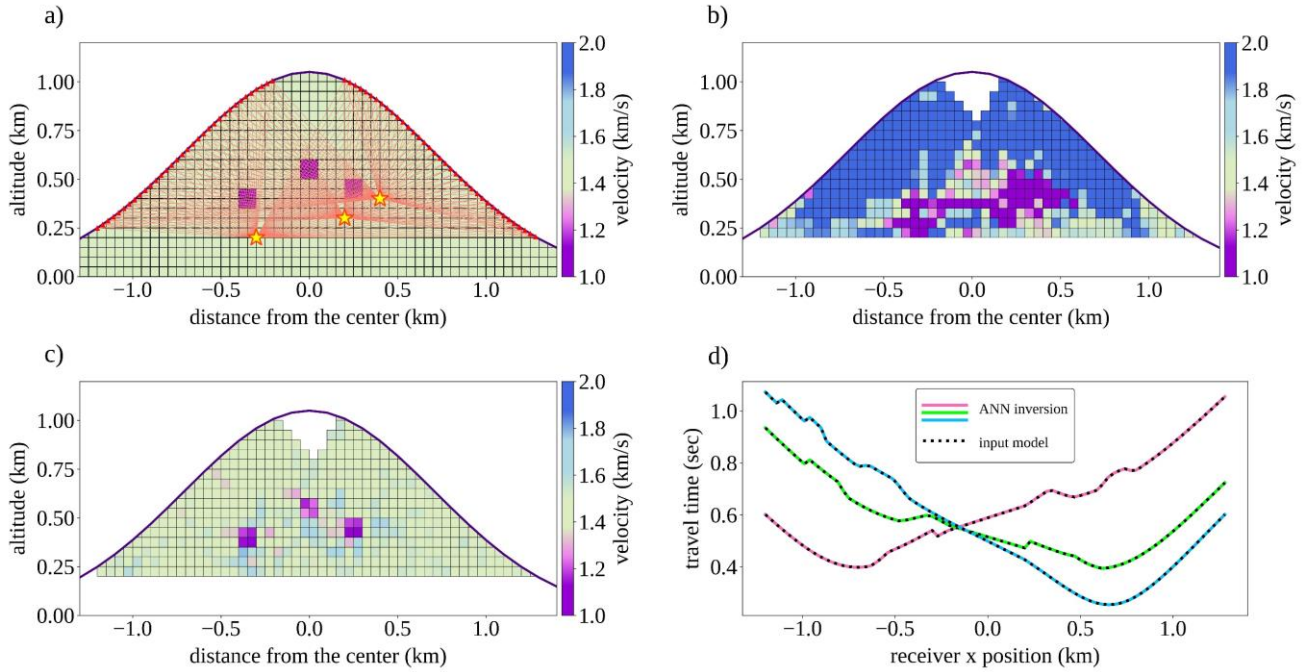 a)
altitude (km)
1.00
0.75
0.50
0.25
0.00
−1.0 −0.5 0.0 0.5 1.0
distance from the center (km)
2.0
1.8
1.6
1.4
1.2
1.0
velocity (km/s)
b)
altitude (km)
1.00
0.75
0.50
0.25
0.00
−1.0 −0.5 0.0 0.5 1.0
distance from the center (km)
2.0
1.8
1.6
1.4
1.2
1.0
velocity (km/s)
c)
altitude (km)
1.00
0.75
0.50
0.25
0.00
−1.0 −0.5 0.0 0.5 1.0
distance from the center (km)
2.0
1.8
1.6
1.4
1.2
1.0
velocity (km/s)
d)
travel time (sec)
1.0
0.8
0.6
0.4
ANN inversion
input model
−1.0 −0.5 0.0 0.5 1.0
receiver x position (km)